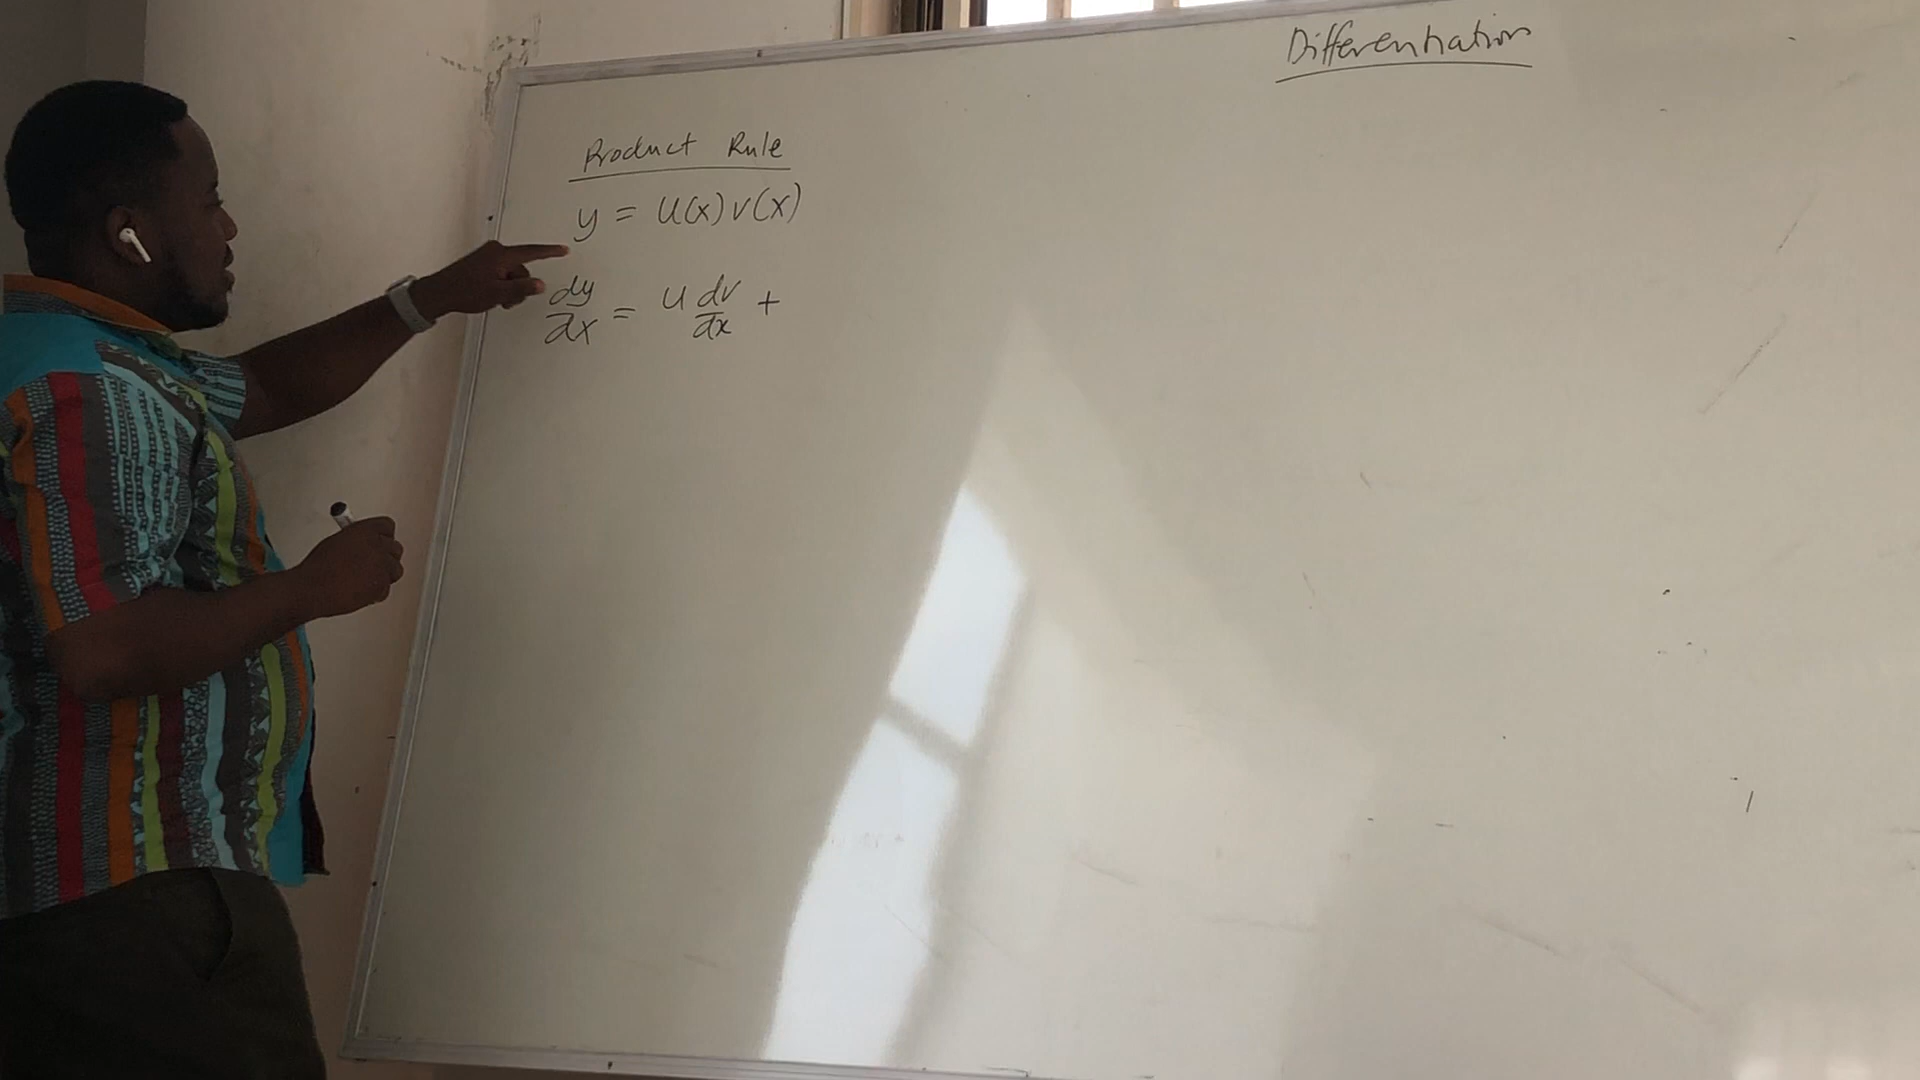 Differentiation
Product Rule
y = u(x) v(x)
dy/dx = u dv/dx +